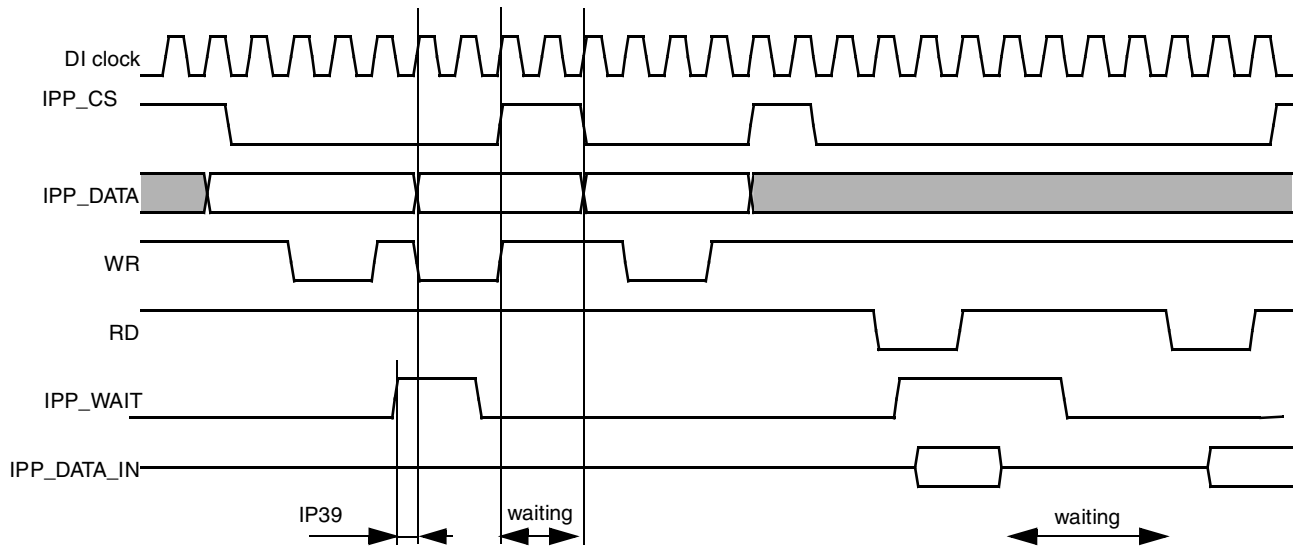 DI clock
IPP_CS
IPP_DATA
WR
RD
IPP_WAIT
IPP_DATA_IN
IP39
waiting
waiting